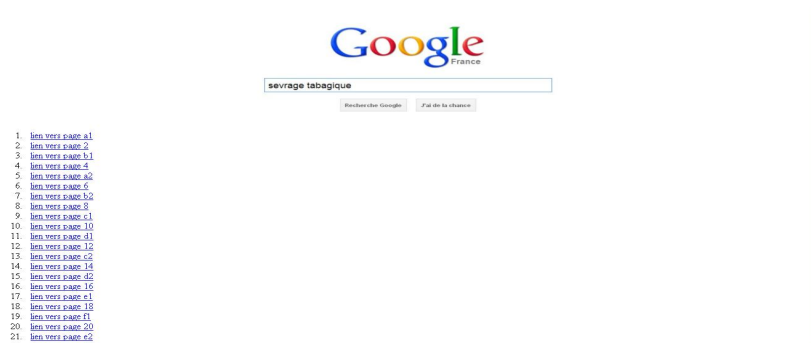 Google
France
sevrage tabagique
Recherche Google J'ai de la chance
1. lien vers page a1
2. lien vers page 2
3. lien vers page b1
4. lien vers page 4
5. lien vers page a2
6. lien vers page 6
7. lien vers page b2
8. lien vers page 8
9. lien vers page c1
10. lien vers page 10
11. lien vers page d1
12. lien vers page 12
13. lien vers page c2
14. lien vers page 14
15. lien vers page d2
16. lien vers page 16
17. lien vers page e1
18. lien vers page 18
19. lien vers page f1
20. lien vers page 20
21. lien vers page e2